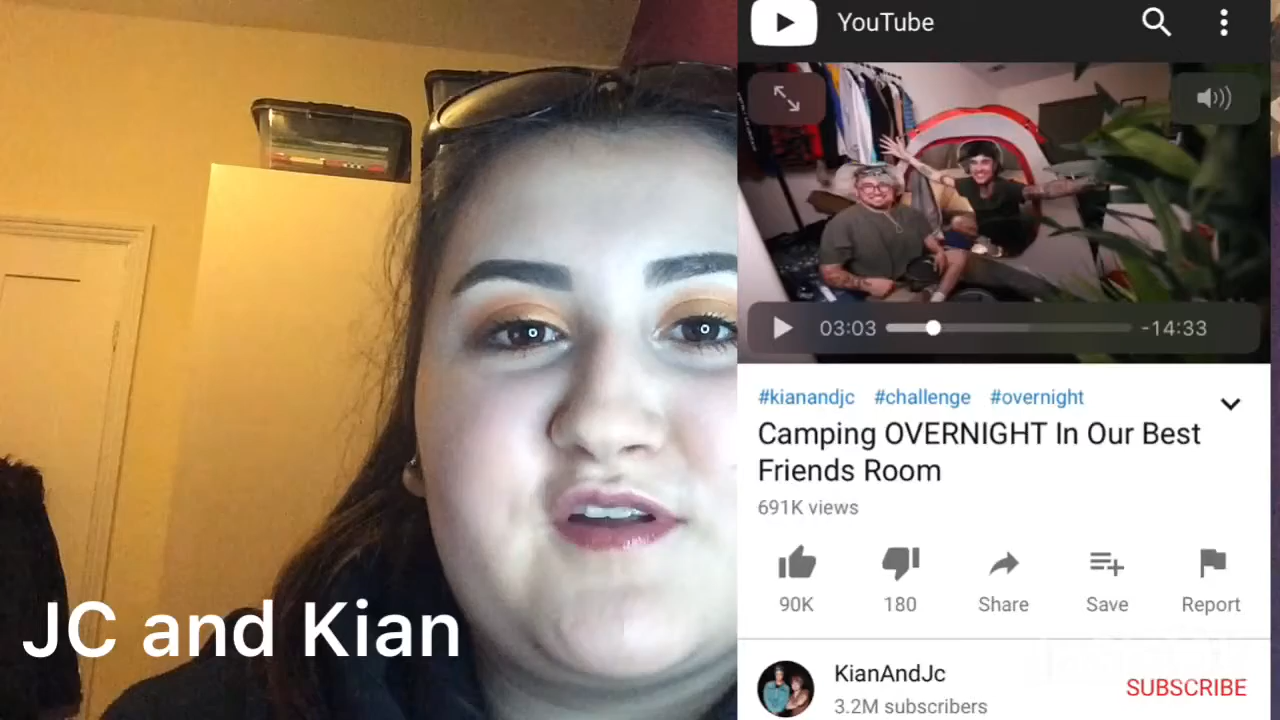 YouTube
03:03
-14:33
#kianandjc #challenge #overnight
Camping OVERNIGHT In Our Best
Friends Room
691K views
90K
180
Share
Save
Report
JC and Kian
KianAndJc
3.2M subscribers
SUBSCRIBE